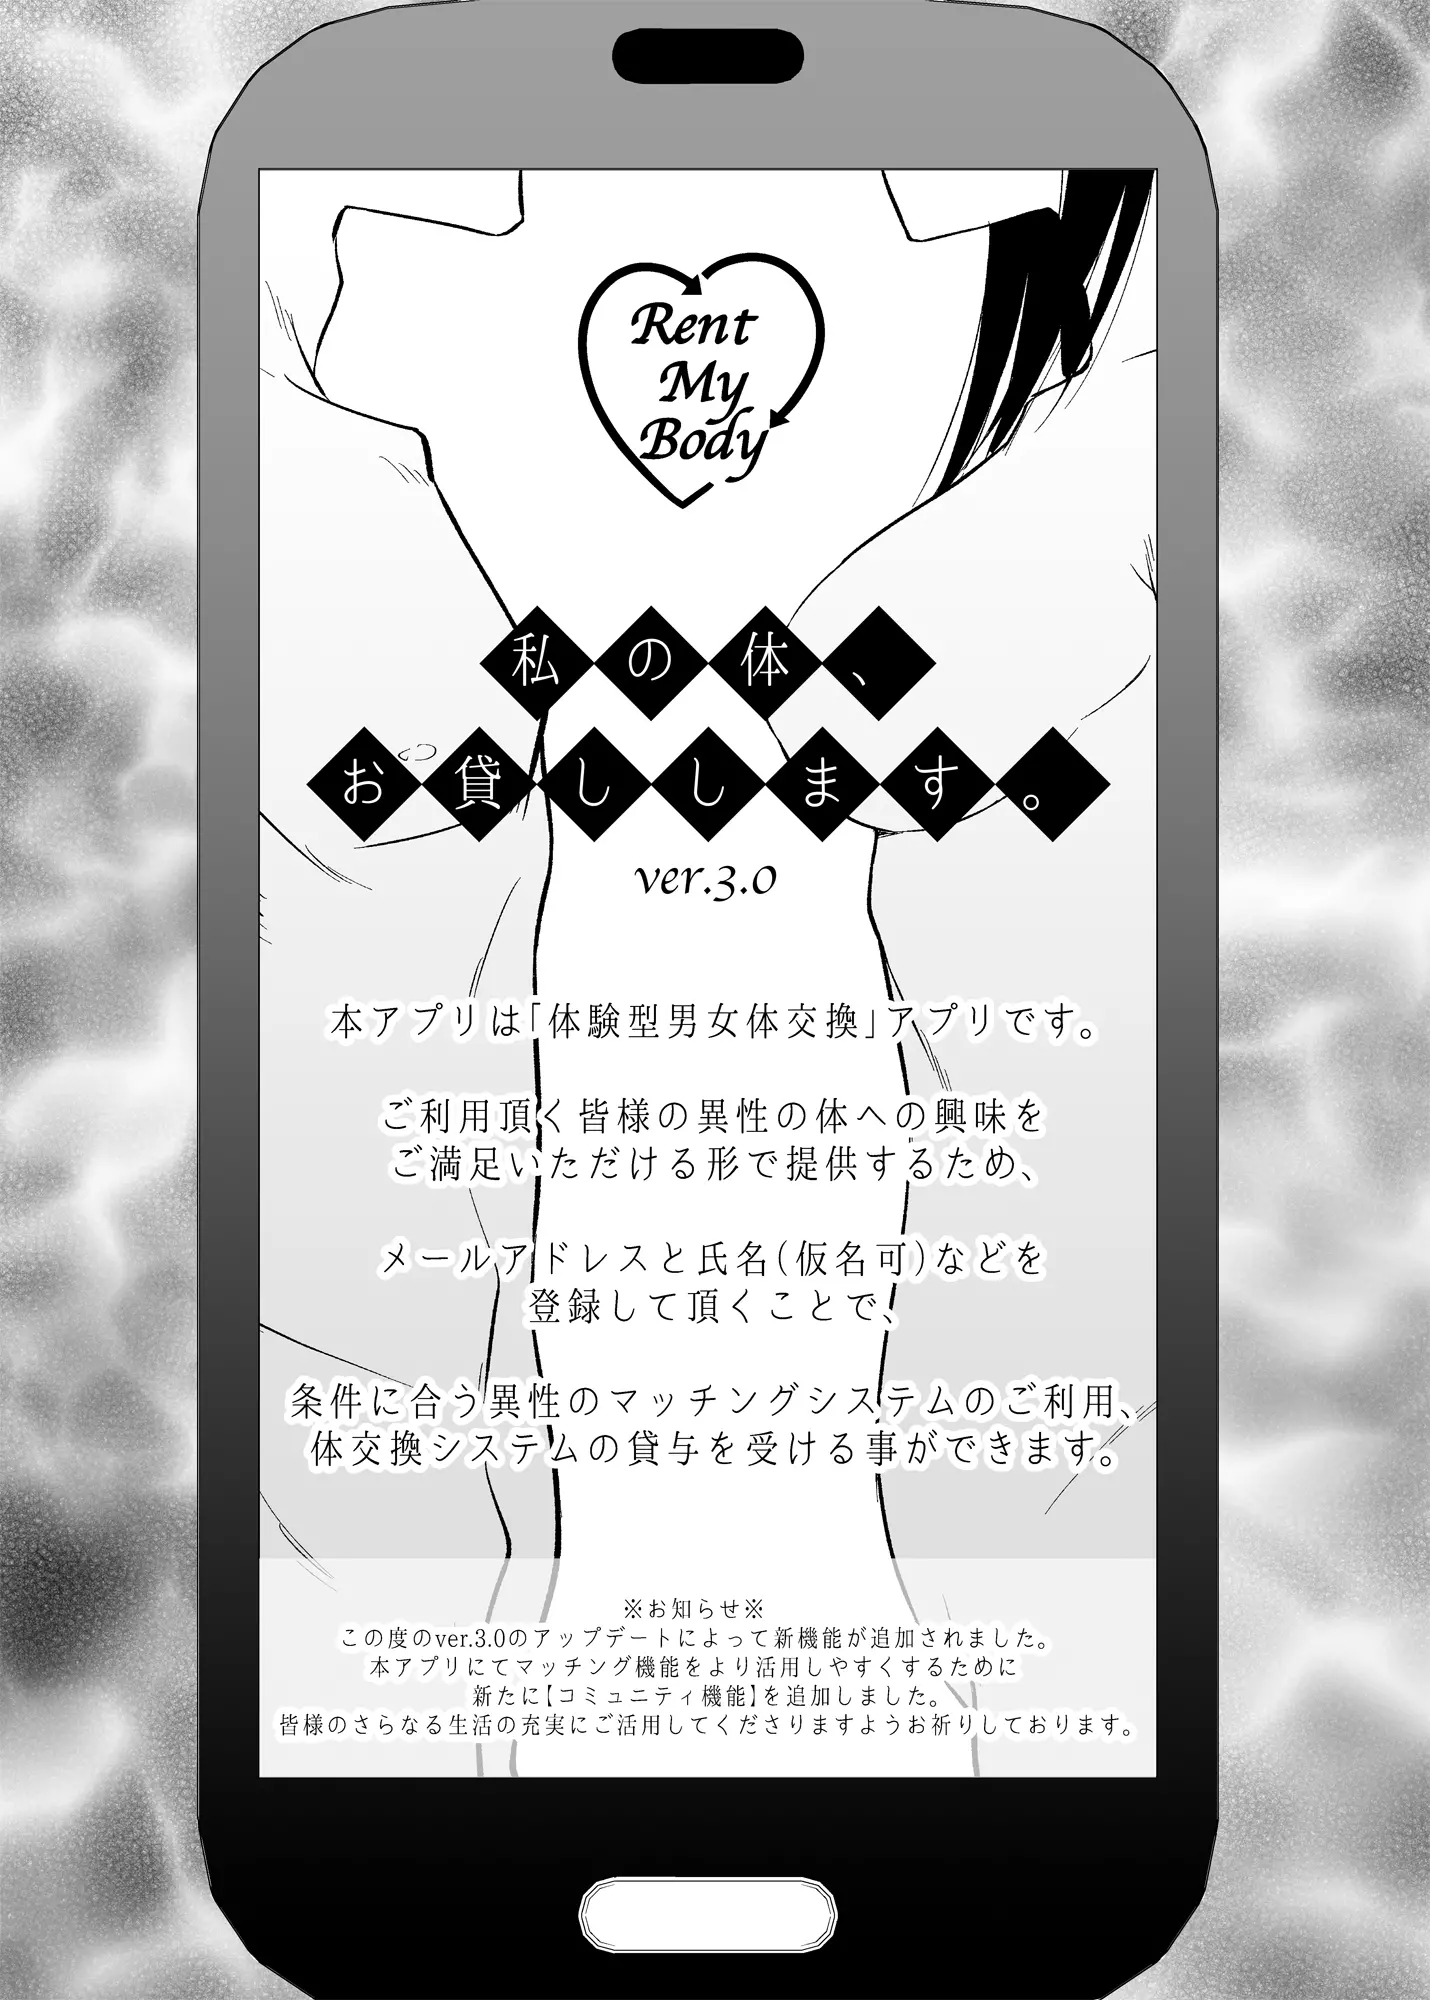 Rent
My
Body
私の体、
お貸しします。
ver.3.0
本アプリは「体験型男女体交換」アプリです。
ご利用頂く皆様の異性の体への興味を
ご満足いただける形で提供するため、
メールアドレスと氏名(仮名可)などを
登録して頂くことで、
条件に合う異性のマッチングシステムのご利用、
体交換システムの貸与を受ける事ができます。
※お知らせ※
この度のver.3.0のアップデートによって新機能が追加されました。
本アプリにてマッチング機能をより活用しやすくするために
新たに【コミュニティ機能】を追加しました。
皆様のさらなる生活の充実にご活用してくださりますようお祈りしております。